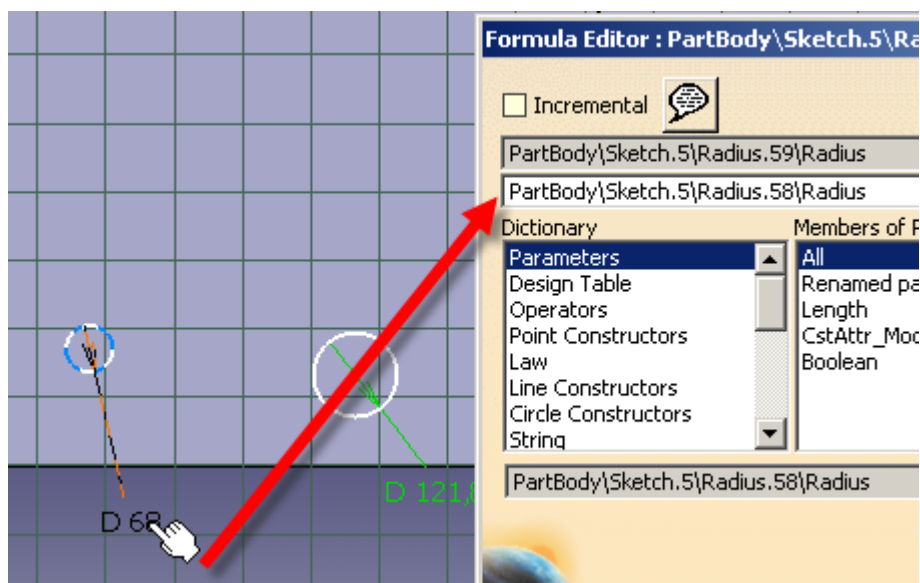 Formula Editor : PartBody\Sketch.5\Ra
Incremental
PartBody\Sketch.5\Radius.59\Radius
PartBody\Sketch.5\Radius.58\Radius
Dictionary
Members of P
Parameters
Design Table
Operators
Point Constructors
Law
Line Constructors
Circle Constructors
String
All
Renamed pa
Length
CstAttr_Mod
Boolean
PartBody\Sketch.5\Radius.58\Radius
D 121,8
D 68